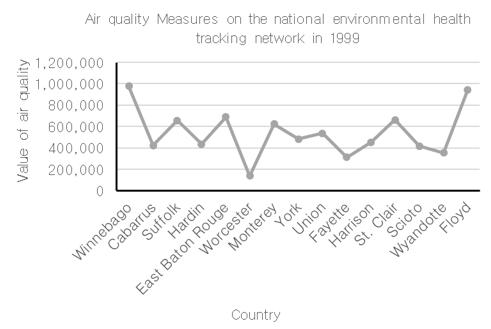 Air quality Measures on the national environmental health
tracking network in 1999
Value of air quality
1,200,000
1,000,000
800,000
600,000
400,000
200,000
0
Winnebago
Cabarrus
Suffolk
Hardin
East Baton Rouge
Worcester
Monterey
York
Union
Fayette
Harrison
St. Clair
Scioto
Wyandotte
Floyd
Country